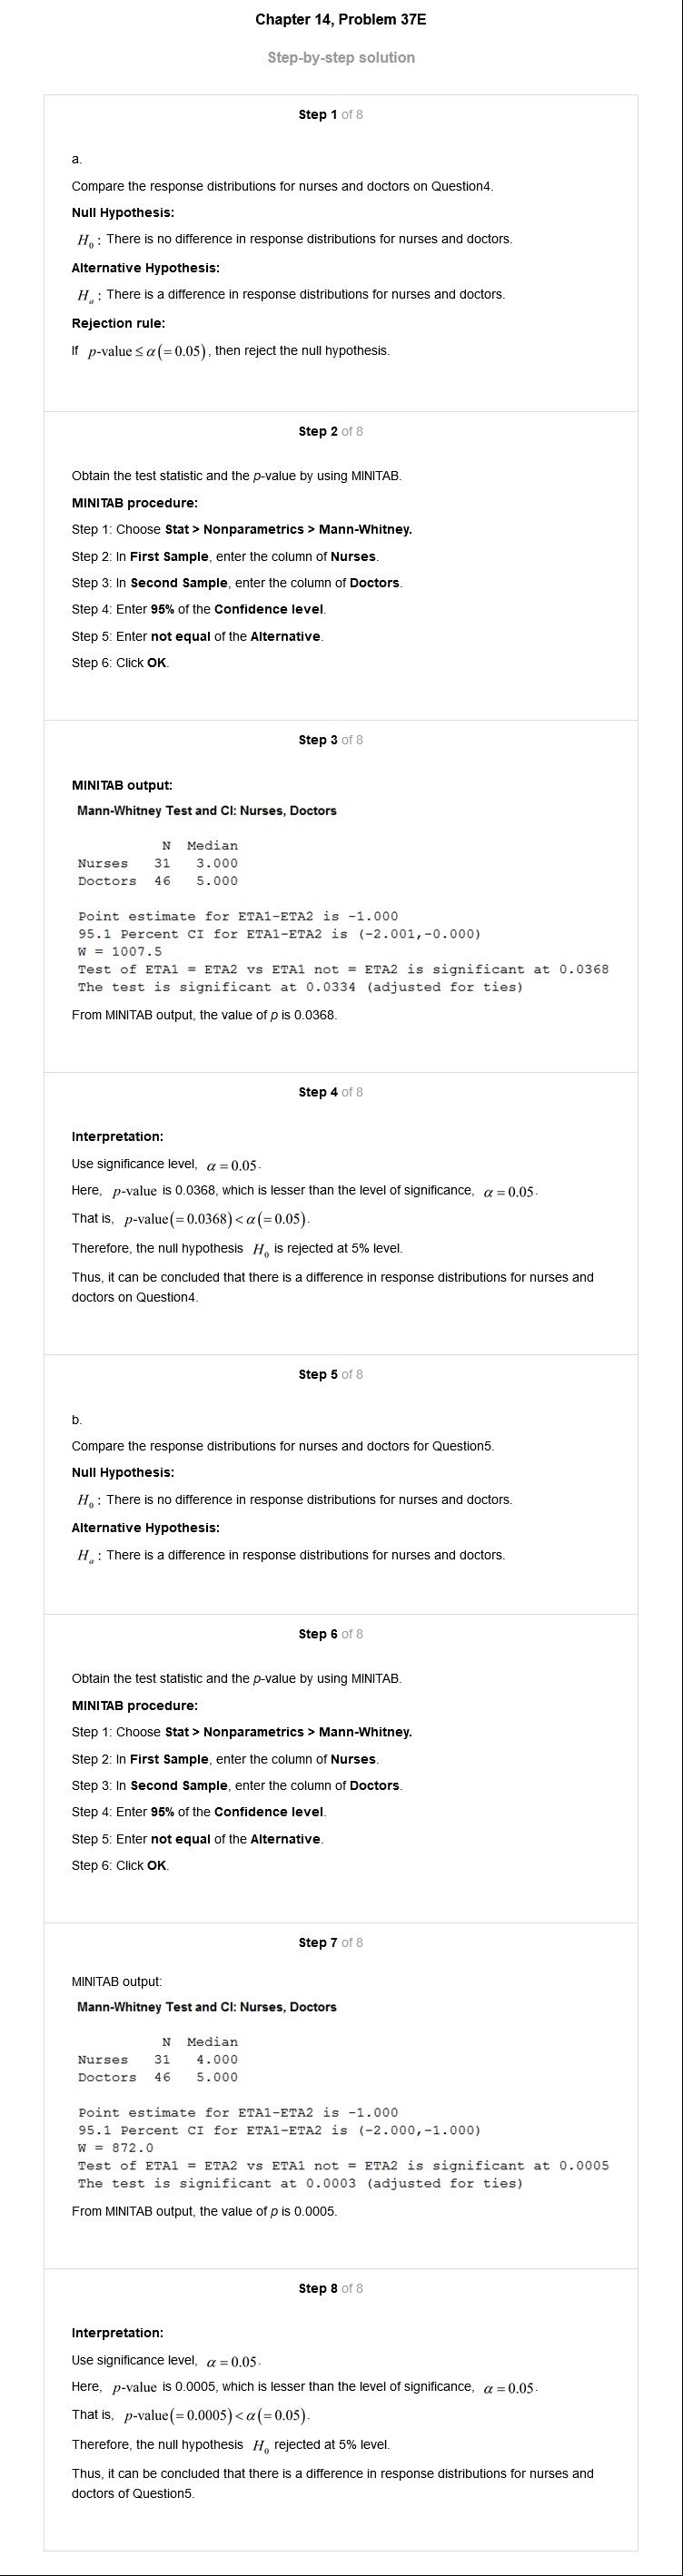 Chapter 14, Problem 37E
Step-by-step solution
Step 1 of 8
a.
Compare the response distributions for nurses and doctors on Question4.
Null Hypothesis:
H₀ : There is no difference in response distributions for nurses and doctors.
Alternative Hypothesis:
Hₐ : There is a difference in response distributions for nurses and doctors.
Rejection rule:
If p-value ≤ α (= 0.05), then reject the null hypothesis.
Step 2 of 8
Obtain the test statistic and the p-value by using MINITAB.
MINITAB procedure:
Step 1: Choose Stat > Nonparametrics > Mann-Whitney.
Step 2: In First Sample, enter the column of Nurses.
Step 3: In Second Sample, enter the column of Doctors.
Step 4: Enter 95% of the Confidence level.
Step 5: Enter not equal of the Alternative.
Step 6: Click OK.
Step 3 of 8
MINITAB output:
Mann-Whitney Test and CI: Nurses, Doctors
N Median
Nurses 31 3.000
Doctors 46 5.000
Point estimate for ETA1-ETA2 is -1.000
95.1 Percent CI for ETA1-ETA2 is (-2.001,-0.000)
W = 1007.5
Test of ETA1 = ETA2 vs ETA1 not = ETA2 is significant at 0.0368
The test is significant at 0.0334 (adjusted for ties)
From MINITAB output, the value of p is 0.0368.
Step 4 of 8
Interpretation:
Use significance level, α = 0.05.
Here, p-value is 0.0368, which is lesser than the level of significance, α = 0.05.
That is, p-value (= 0.0368) < α (= 0.05).
Therefore, the null hypothesis H₀ is rejected at 5% level.
Thus, it can be concluded that there is a difference in response distributions for nurses and
doctors on Question4.
Step 5 of 8
b.
Compare the response distributions for nurses and doctors for Question5.
Null Hypothesis:
H₀ : There is no difference in response distributions for nurses and doctors.
Alternative Hypothesis:
Hₐ : There is a difference in response distributions for nurses and doctors.
Step 6 of 8
Obtain the test statistic and the p-value by using MINITAB.
MINITAB procedure:
Step 1: Choose Stat > Nonparametrics > Mann-Whitney.
Step 2: In First Sample, enter the column of Nurses.
Step 3: In Second Sample, enter the column of Doctors.
Step 4: Enter 95% of the Confidence level.
Step 5: Enter not equal of the Alternative.
Step 6: Click OK.
Step 7 of 8
MINITAB output:
Mann-Whitney Test and CI: Nurses, Doctors
N Median
Nurses 31 4.000
Doctors 46 5.000
Point estimate for ETA1-ETA2 is -1.000
95.1 Percent CI for ETA1-ETA2 is (-2.000,-1.000)
W = 872.0
Test of ETA1 = ETA2 vs ETA1 not = ETA2 is significant at 0.0005
The test is significant at 0.0003 (adjusted for ties)
From MINITAB output, the value of p is 0.0005.
Step 8 of 8
Interpretation:
Use significance level, α = 0.05.
Here, p-value is 0.0005, which is lesser than the level of significance, α = 0.05.
That is, p-value (= 0.0005) < α (= 0.05).
Therefore, the null hypothesis H₀ rejected at 5% level.
Thus, it can be concluded that there is a difference in response distributions for nurses and
doctors of Question5.